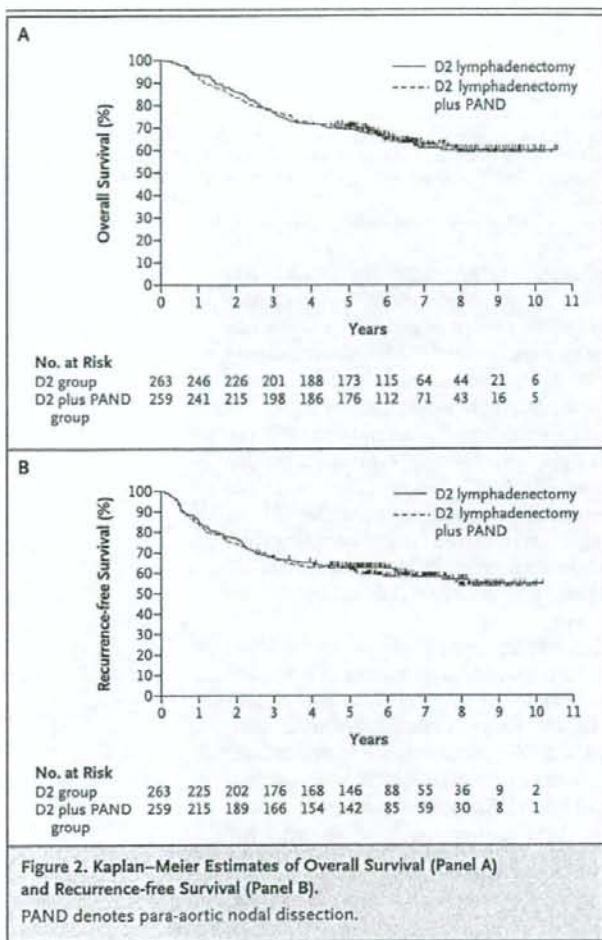 A
100
90
80
70
60
50
40
30
20
10
0
Overall Survival (%)
D2 lymphadenectomy
D2 lymphadenectomy
plus PAND
0 1 2 3 4 5 6 7 8 9 10 11
Years
No. at Risk
D2 group 263 246 226 201 188 173 115 64 44 21 6
D2 plus PAND 259 241 215 198 186 176 112 71 43 16 5
group
B
100
90
80
70
60
50
40
30
20
10
0
Recurrence-free Survival (%)
D2 lymphadenectomy
D2 lymphadenectomy
plus PAND
0 1 2 3 4 5 6 7 8 9 10 11
Years
No. at Risk
D2 group 263 225 202 176 168 146 88 55 36 9 2
D2 plus PAND 259 215 189 166 154 142 85 59 30 8 1
group
Figure 2. Kaplan–Meier Estimates of Overall Survival (Panel A)
and Recurrence-free Survival (Panel B).
PAND denotes para-aortic nodal dissection.